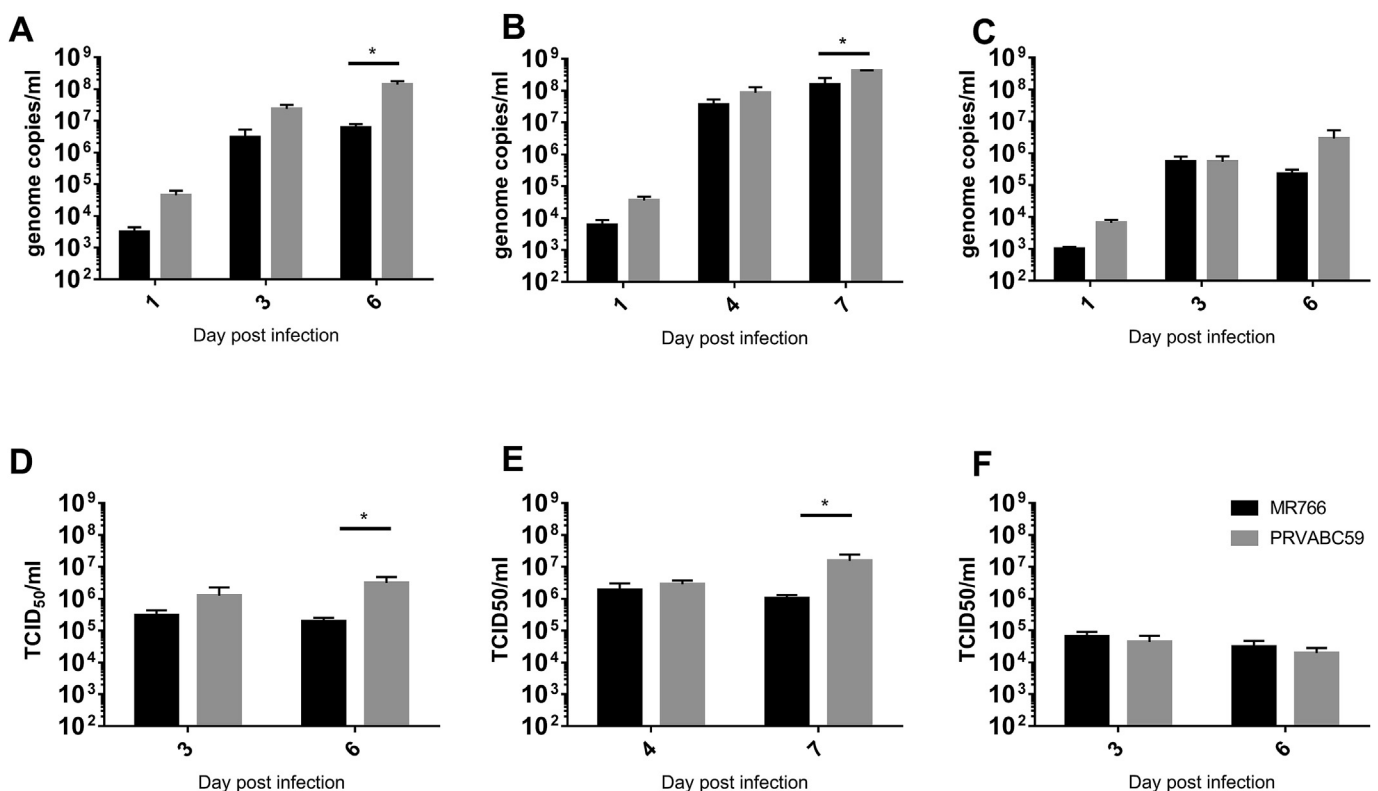 A
genome copies/ml
10⁹
10⁸
10⁷
10⁶
10⁵
10⁴
10³
10²
*
1 3 6
Day post infection
B
genome copies/ml
10⁹
10⁸
10⁷
10⁶
10⁵
10⁴
10³
10²
*
1 4 7
Day post infection
C
genome copies/ml
10⁹
10⁸
10⁷
10⁶
10⁵
10⁴
10³
10²
1 3 6
Day post infection
D
TCID₅₀/ml
10⁹
10⁸
10⁷
10⁶
10⁵
10⁴
10³
10²
*
3 6
Day post infection
E
TCID50/ml
10⁹
10⁸
10⁷
10⁶
10⁵
10⁴
10³
10²
*
4 7
Day post infection
F
TCID50/ml
10⁹
10⁸
10⁷
10⁶
10⁵
10⁴
10³
10²
MR766
PRVABC59
3 6
Day post infection